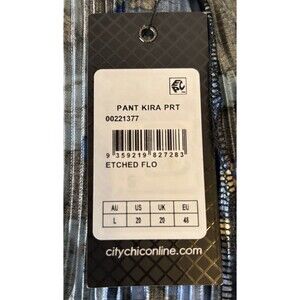 PANT KIRA PRT
00221377
9 359219 827283
ETCHED FLO
AU US UK EU
L 20 20 48
citychiconline.com